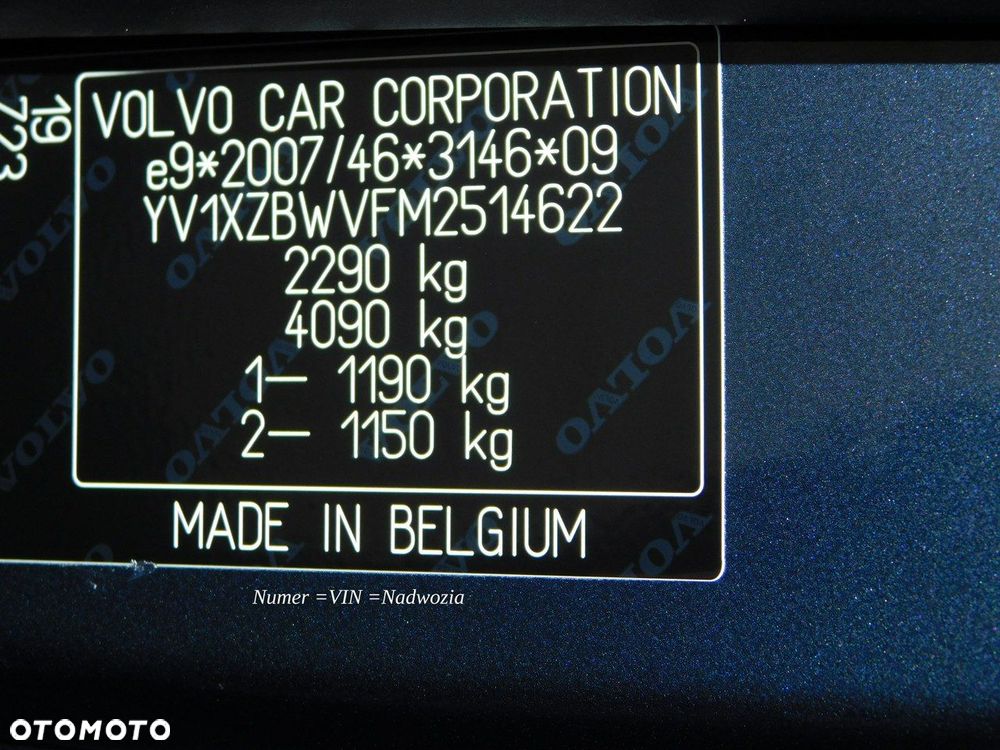 19
723
VOLVO CAR CORPORATION
e9*2007/46*3146*09
YV1XZBWVFM2514622
2290 kg
4090 kg
1— 1190 kg
2— 1150 kg
MADE IN BELGIUM
Numer =VIN =Nadwozia
OTOMOTO